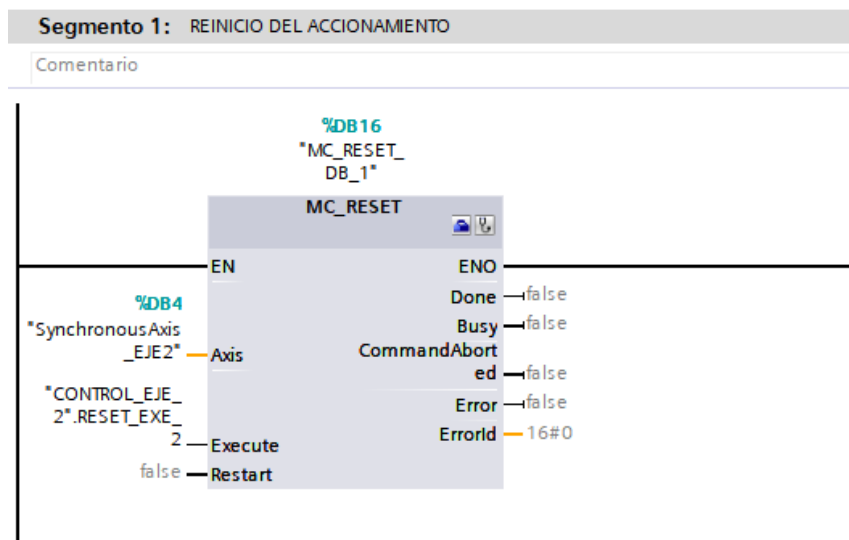 Segmento 1: REINICIO DEL ACCIONAMIENTO
Comentario
%DB16
"MC_RESET_
DB_1"
MC_RESET
EN ENO
Done false
%DB4
"SynchronousAxis
_EJE2" Axis
Busy false
CommandAbort
ed false
"CONTROL_EJE_
2".RESET_EXE_
2 Execute
Error false
ErrorId 16#0
false Restart